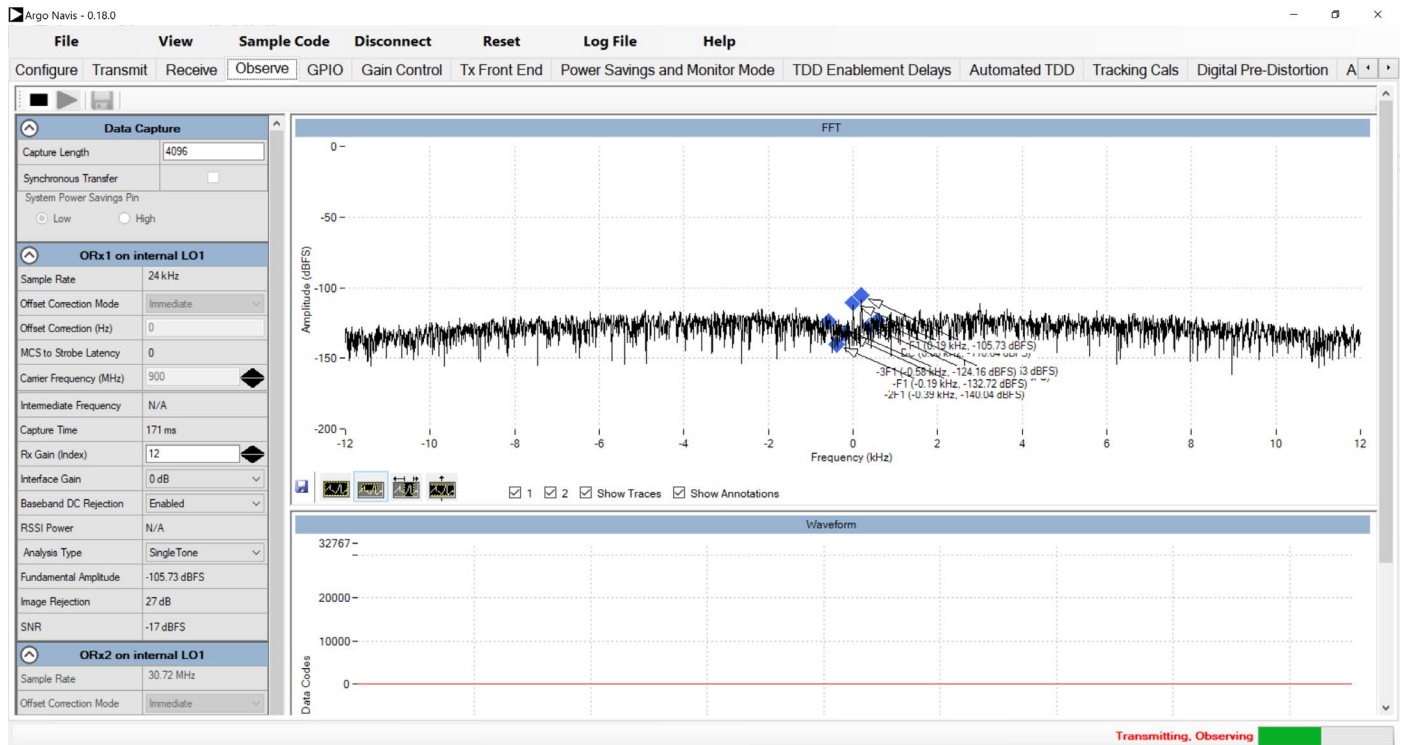 Argo Navis - 0.18.0
File View Sample Code Disconnect Reset Log File Help
Configure Transmit Receive Observe GPIO Gain Control Tx Front End Power Savings and Monitor Mode TDD Enablement Delays Automated TDD Tracking Cals Digital Pre-Distortion A
Data Capture
Capture Length 4096
Synchronous Transfer
System Power Savings Pin
Low High
ORx1 on internal LO1
Sample Rate 24 kHz
Offset Correction Mode Immediate
Offset Correction (Hz) 0
MCS to Strobe Latency 0
Carrier Frequency (MHz) 900
Intermediate Frequency N/A
Capture Time 171 ms
Rx Gain (Index) 12
Interface Gain 0 dB
Baseband DC Rejection Enabled
RSSI Power N/A
Analysis Type SingleTone
Fundamental Amplitude -105.73 dBFS
Image Rejection 27 dB
SNR -17 dBFS
ORx2 on internal LO1
Sample Rate 30.72 MHz
Offset Correction Mode Immediate
FFT
Amplitude (dBFS)
0
-50
-100
-150
-200
F1 (0.19 kHz, -105.73 dBFS)
-3F1 (-0.58 kHz, -124.16 dBFS)
-F1 (-0.19 kHz, -132.72 dBFS)
-2F1 (-0.39 kHz, -140.04 dBFS)
-12 -10 -8 -6 -4 -2 0 2 4 6 8 10 12
Frequency (kHz)
1 2 Show Traces Show Annotations
Waveform
Data Codes
32767
20000
10000
0
Transmitting, Observing